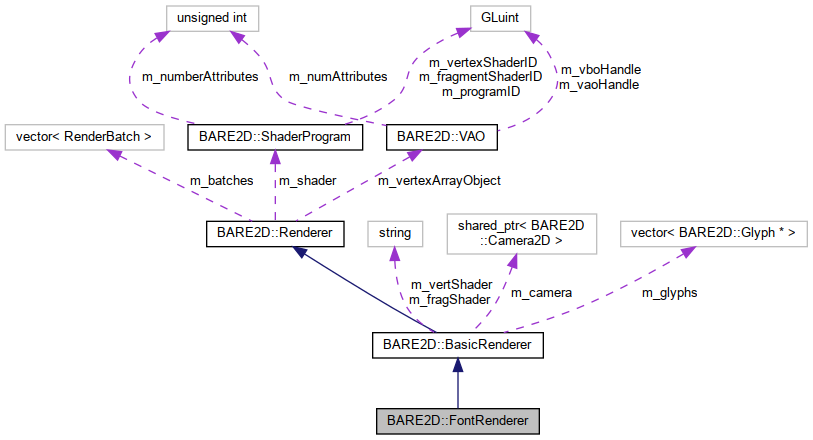 unsigned int
GLuint
m_numberAttributes
m_numAttributes
m_vertexShaderID
m_fragmentShaderID
m_programID
m_vboHandle
m_vaoHandle
vector< RenderBatch >
BARE2D::ShaderProgram
BARE2D::VAO
m_batches
m_shader
m_vertexArrayObject
BARE2D::Renderer
string
shared_ptr< BARE2D
::Camera2D >
vector< BARE2D::Glyph * >
m_vertShader
m_fragShader
m_camera
m_glyphs
BARE2D::BasicRenderer
BARE2D::FontRenderer